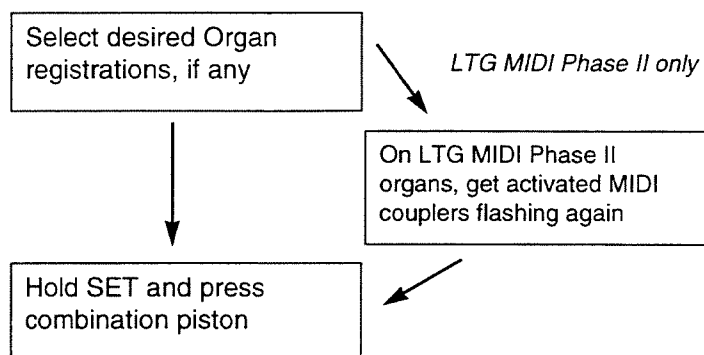 Select desired Organ
registrations, if any
LTG MIDI Phase II only
On LTG MIDI Phase II
organs, get activated MIDI
couplers flashing again
Hold SET and press
combination piston